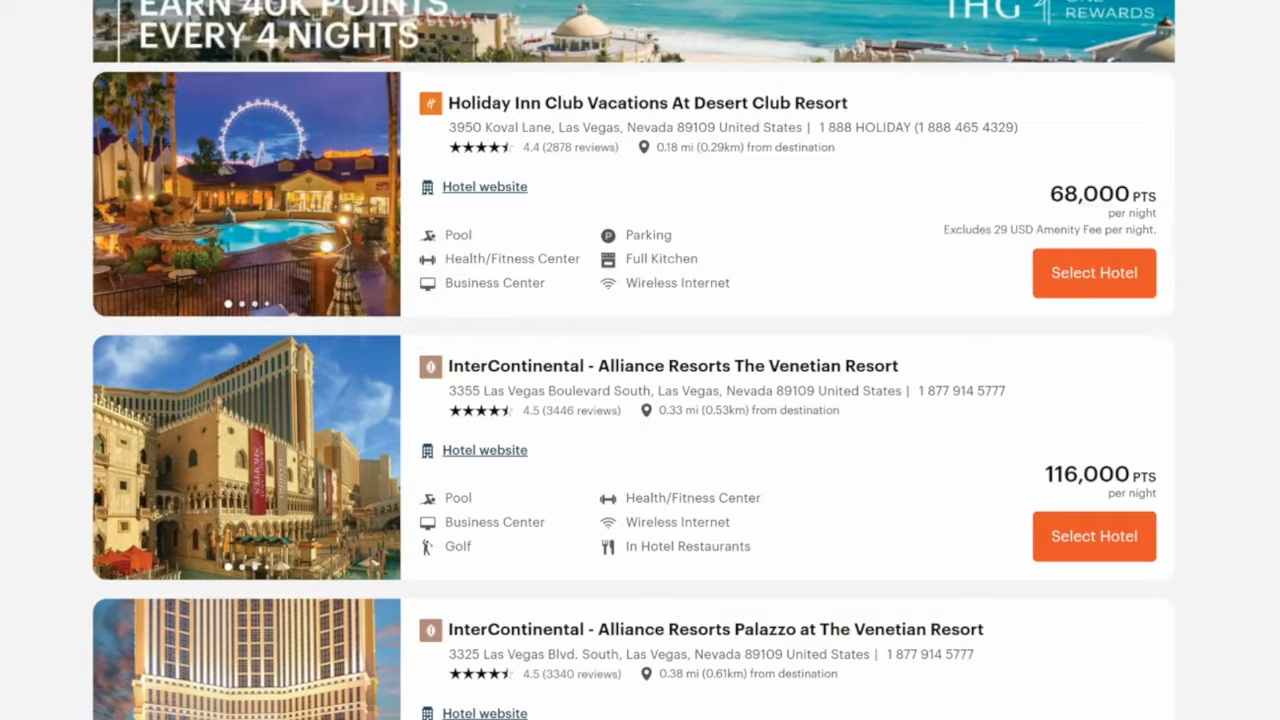 EARN 40K POINTS
EVERY 4 NIGHTS
IHG ONE
REWARDS
Holiday Inn Club Vacations At Desert Club Resort
3950 Koval Lane, Las Vegas, Nevada 89109 United States | 1 888 HOLIDAY (1 888 465 4329)
4.4 (2878 reviews) 0.18 mi (0.29km) from destination
Hotel website
68,000 PTS
per night
Excludes 29 USD Amenity Fee per night.
Pool
Parking
Health/Fitness Center
Full Kitchen
Business Center
Wireless Internet
Select Hotel
InterContinental - Alliance Resorts The Venetian Resort
3355 Las Vegas Boulevard South, Las Vegas, Nevada 89109 United States | 1 877 914 5777
4.5 (3446 reviews) 0.33 mi (0.53km) from destination
Hotel website
116,000 PTS
per night
Pool
Health/Fitness Center
Business Center
Wireless Internet
Golf
In Hotel Restaurants
Select Hotel
VENETIAN
SHOPPES
InterContinental - Alliance Resorts Palazzo at The Venetian Resort
3325 Las Vegas Blvd. South, Las Vegas, Nevada 89109 United States | 1 877 914 5777
4.5 (3340 reviews) 0.38 mi (0.61km) from destination
Hotel website